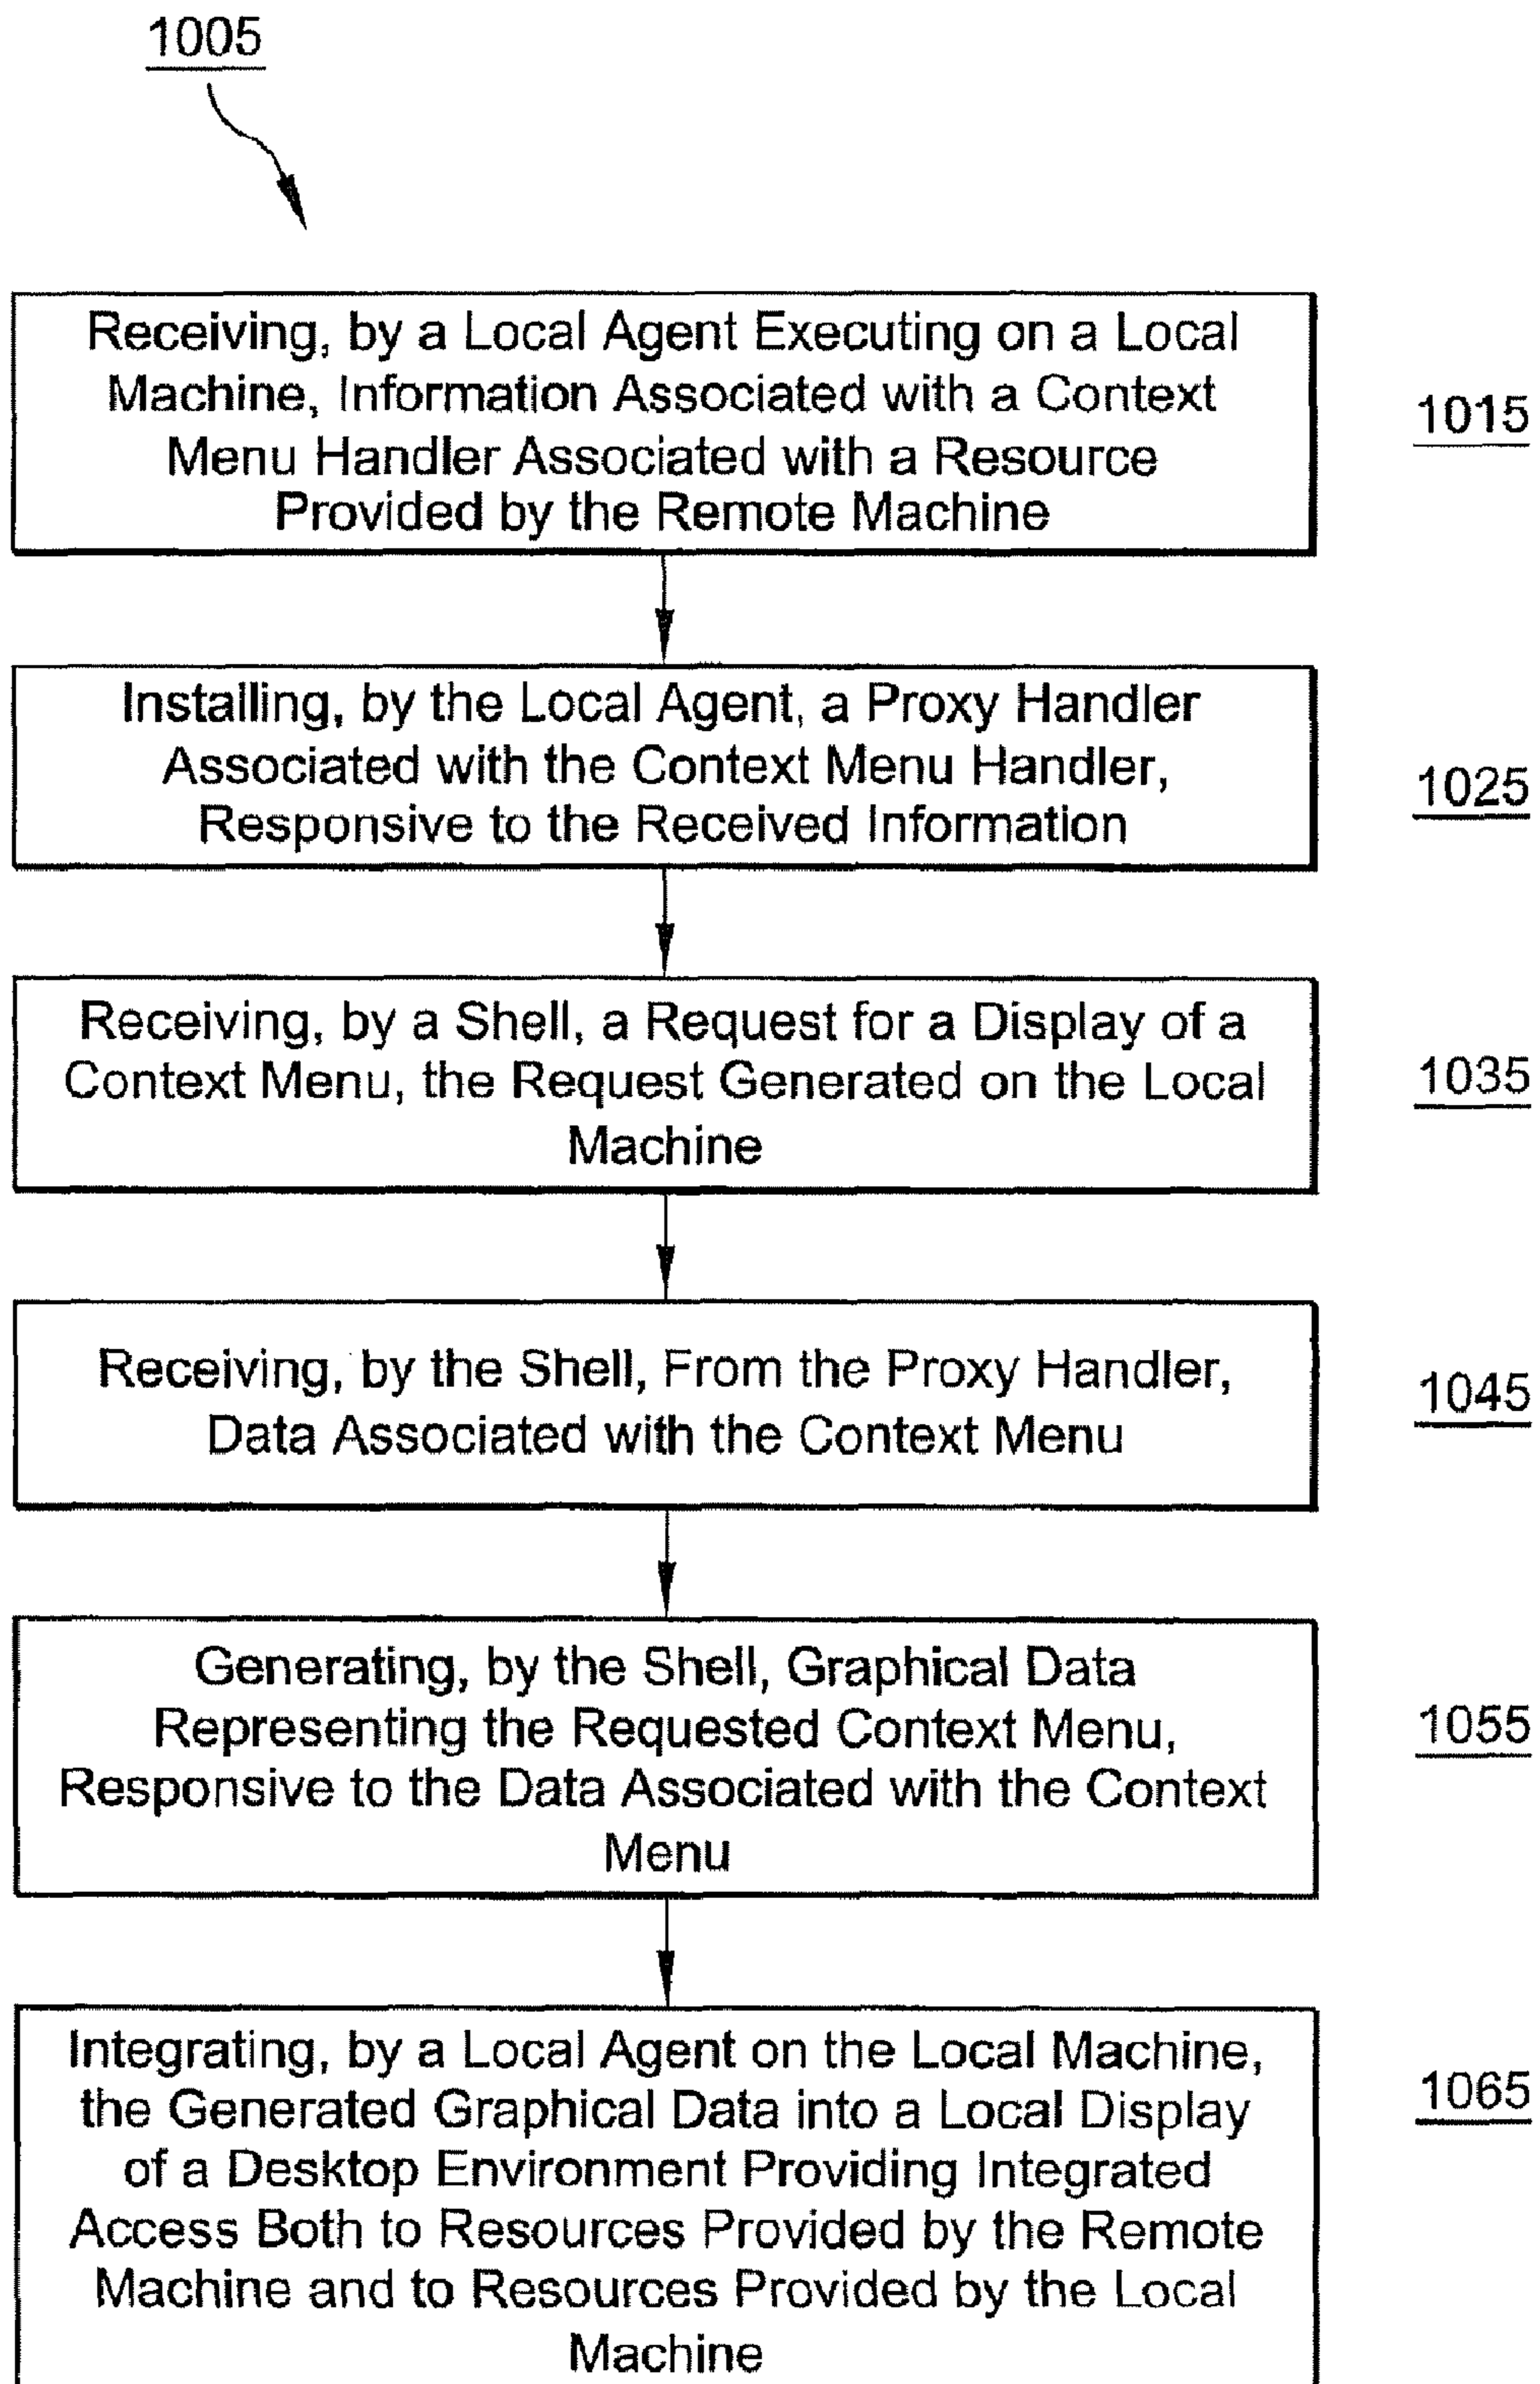 1005
Receiving, by a Local Agent Executing on a Local
Machine, Information Associated with a Context
Menu Handler Associated with a Resource
Provided by the Remote Machine
1015
Installing, by the Local Agent, a Proxy Handler
Associated with the Context Menu Handler,
Responsive to the Received Information
1025
Receiving, by a Shell, a Request for a Display of a
Context Menu, the Request Generated on the Local
Machine
1035
Receiving, by the Shell, From the Proxy Handler,
Data Associated with the Context Menu
1045
Generating, by the Shell, Graphical Data
Representing the Requested Context Menu,
Responsive to the Data Associated with the Context
Menu
1055
Integrating, by a Local Agent on the Local Machine,
the Generated Graphical Data into a Local Display
of a Desktop Environment Providing Integrated
Access Both to Resources Provided by the Remote
Machine and to Resources Provided by the Local
Machine
1065